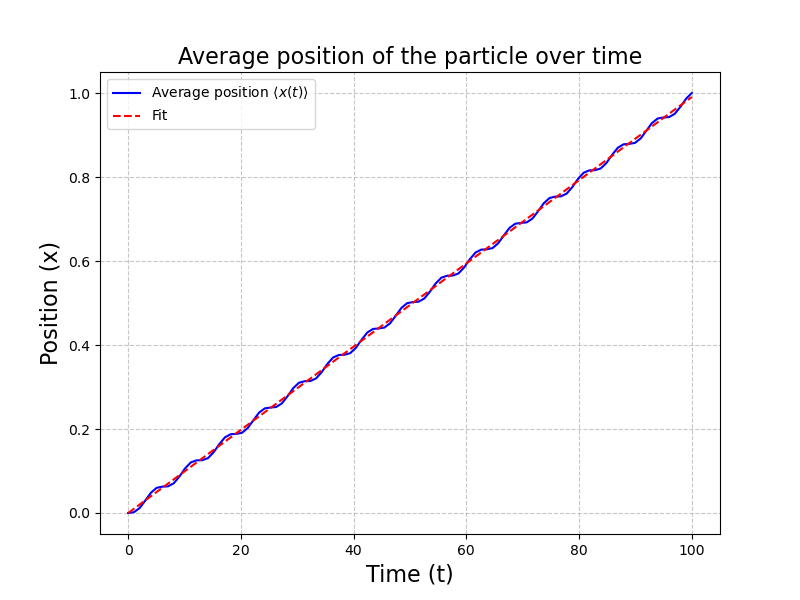 Average position of the particle over time
Average position ⟨x(t)⟩
Fit
1.0
0.8
0.6
0.4
0.2
0.0
Position (x)
0 20 40 60 80 100
Time (t)